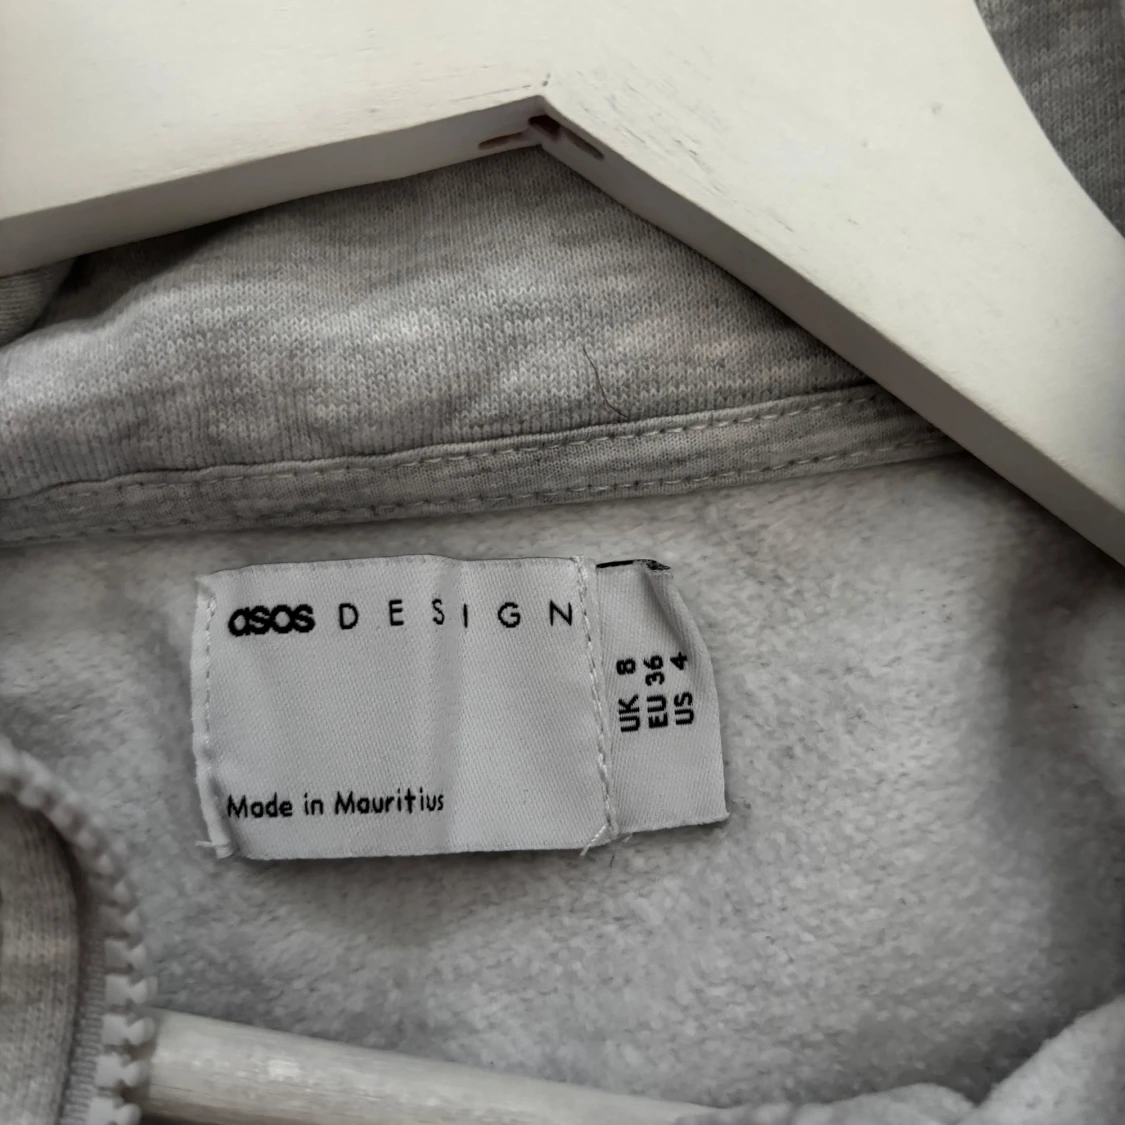 asos DESIGN
Made in Mauritius
UK 8
EU 36
US 4